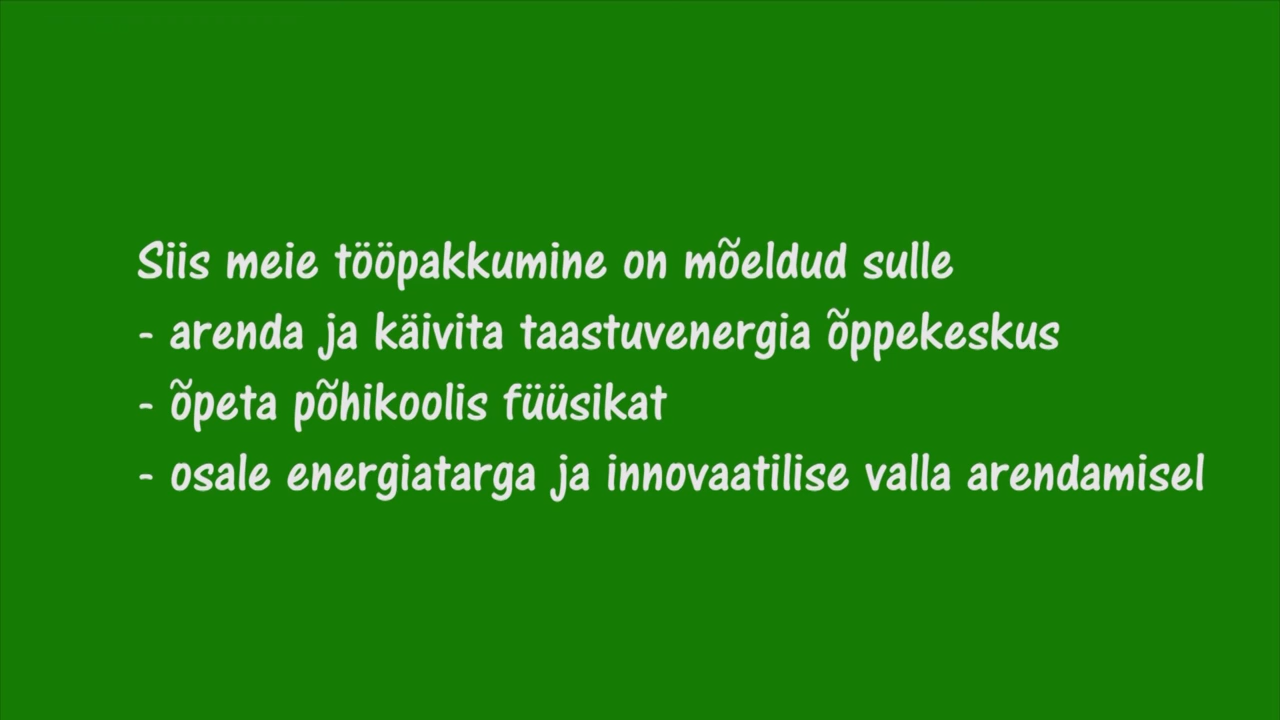 Siis meie tööpakkumine on mõeldud sulle
- arenda ja käivita taastuvenergia õppekeskus
- õpeta põhikoolis füüsikat
- osale energiatarga ja innovaatilise valla arendamisel